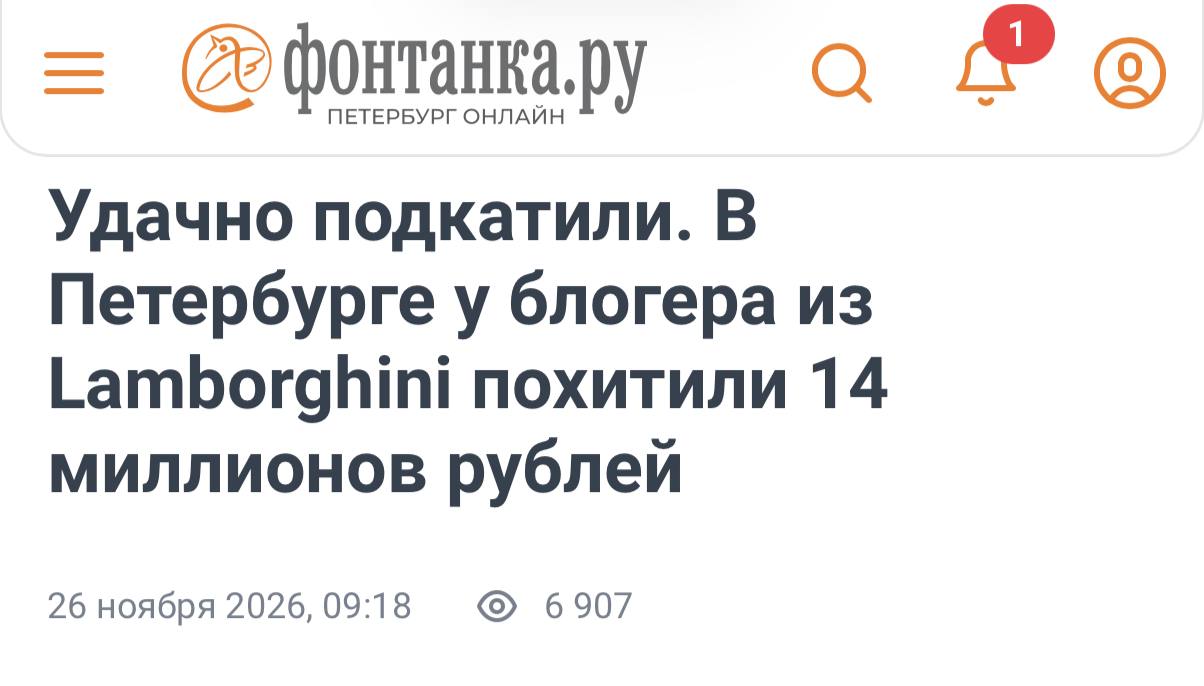 фонтанка.ру
ПЕТЕРБУРГ ОНЛАЙН
1
Удачно подкатили. В
Петербурге у блогера из
Lamborghini похитили 14
миллионов рублей
26 ноября 2026, 09:18 6 907